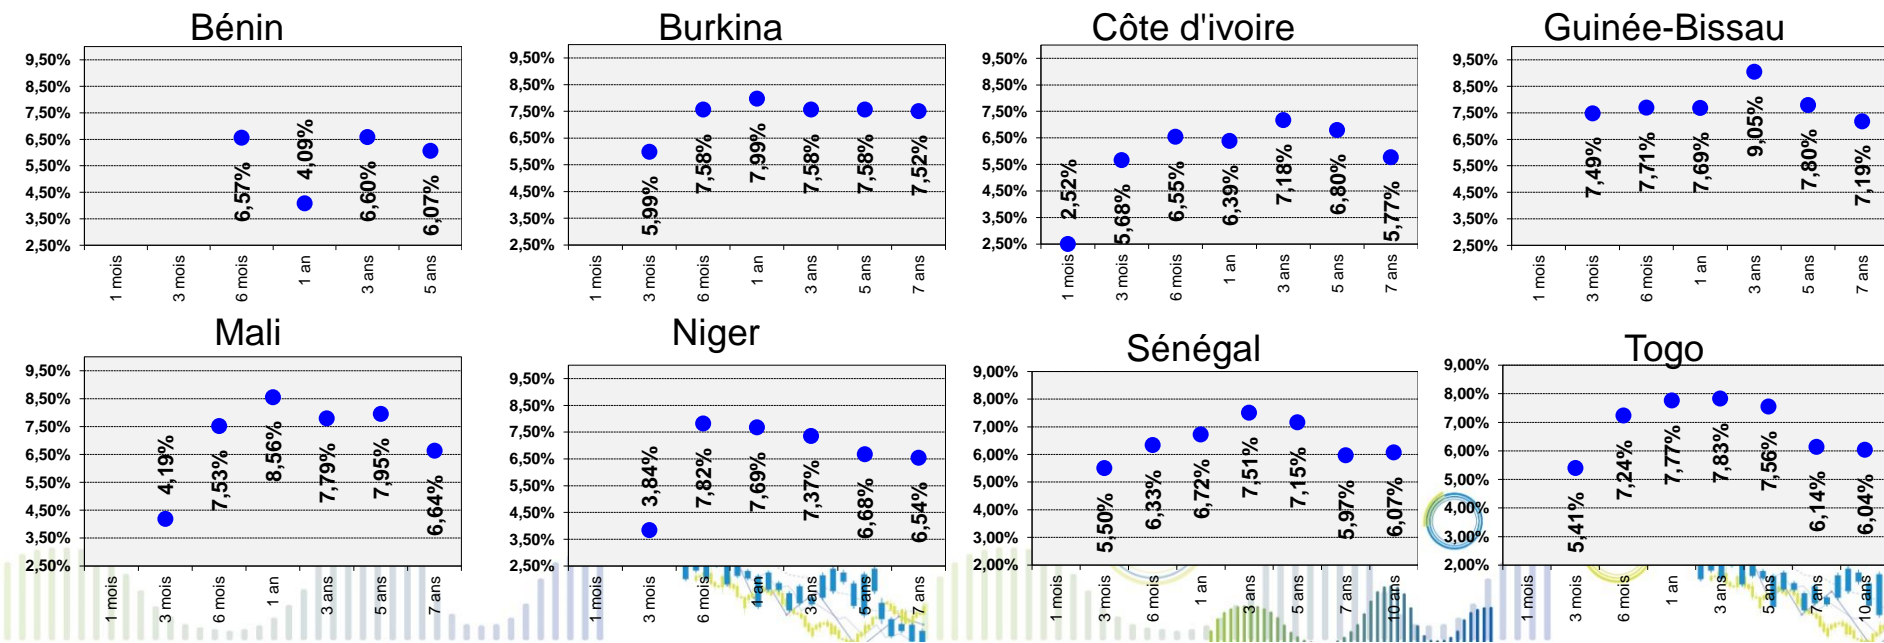 Bénin
9,50%
8,50%
7,50%
6,50%
5,50%
4,50%
3,50%
2,50%
6,57%
4,09%
6,60%
6,07%
1 mois
3 mois
6 mois
1 an
3 ans
5 ans
Burkina
9,50%
8,50%
7,50%
6,50%
5,50%
4,50%
3,50%
2,50%
5,99%
7,58%
7,99%
7,58%
7,58%
7,52%
1 mois
3 mois
6 mois
1 an
3 ans
5 ans
7 ans
Côte d'ivoire
9,50%
8,50%
7,50%
6,50%
5,50%
4,50%
3,50%
2,50%
2,52%
5,68%
6,55%
6,39%
7,18%
6,80%
5,77%
1 mois
3 mois
6 mois
1 an
3 ans
5 ans
7 ans
Guinée-Bissau
9,50%
8,50%
7,50%
6,50%
5,50%
4,50%
3,50%
2,50%
7,49%
7,71%
7,69%
9,05%
7,80%
7,19%
1 mois
3 mois
6 mois
1 an
3 ans
5 ans
7 ans
Mali
9,50%
8,50%
7,50%
6,50%
5,50%
4,50%
3,50%
2,50%
4,19%
7,53%
8,56%
7,79%
7,95%
6,64%
1 mois
3 mois
6 mois
1 an
3 ans
5 ans
7 ans
Niger
9,50%
8,50%
7,50%
6,50%
5,50%
4,50%
3,50%
2,50%
3,84%
7,82%
7,69%
7,37%
6,68%
6,54%
1 mois
3 mois
6 mois
1 an
3 ans
5 ans
7 ans
Sénégal
9,00%
8,00%
7,00%
6,00%
5,00%
4,00%
3,00%
2,00%
5,50%
6,33%
6,72%
7,51%
7,15%
5,97%
6,07%
1 mois
3 mois
6 mois
1 an
3 ans
5 ans
7 ans
10 ans
Togo
9,00%
8,00%
7,00%
6,00%
5,00%
4,00%
3,00%
2,00%
5,41%
7,24%
7,77%
7,83%
7,56%
6,14%
6,04%
1 mois
3 mois
6 mois
1 an
3 ans
5 ans
7 ans
10 ans